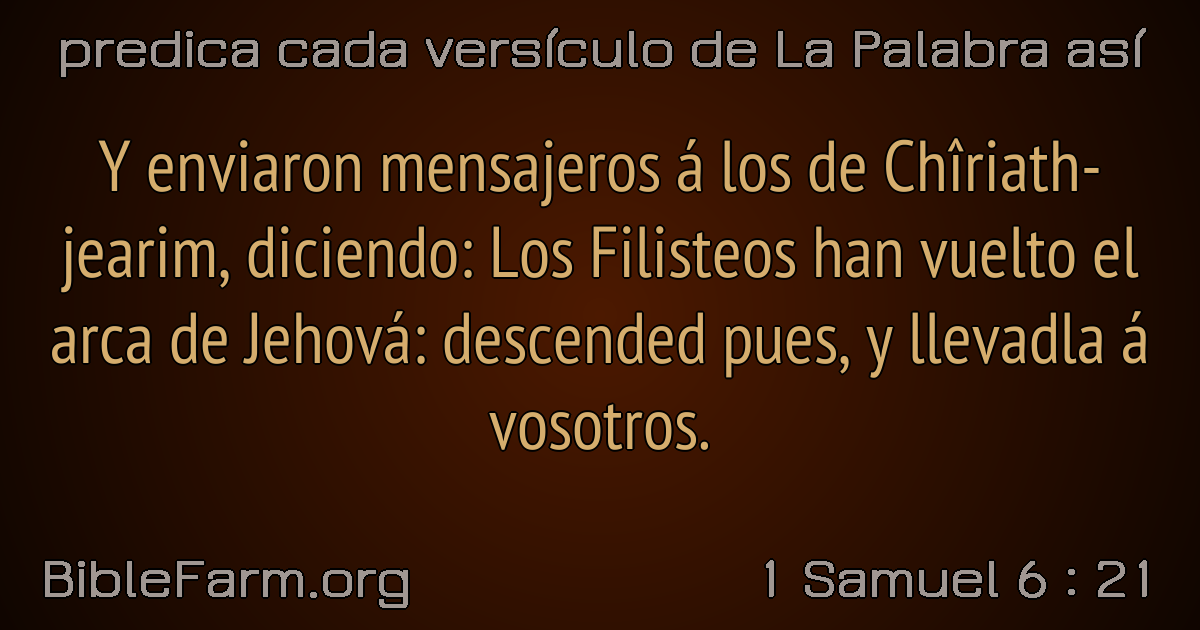 predica cada versículo de La Palabra así
Y enviaron mensajeros á los de Chîriath-
jearim, diciendo: Los Filisteos han vuelto el
arca de Jehová: descended pues, y llevadla á
vosotros.
BibleFarm.org
1 Samuel 6 : 21